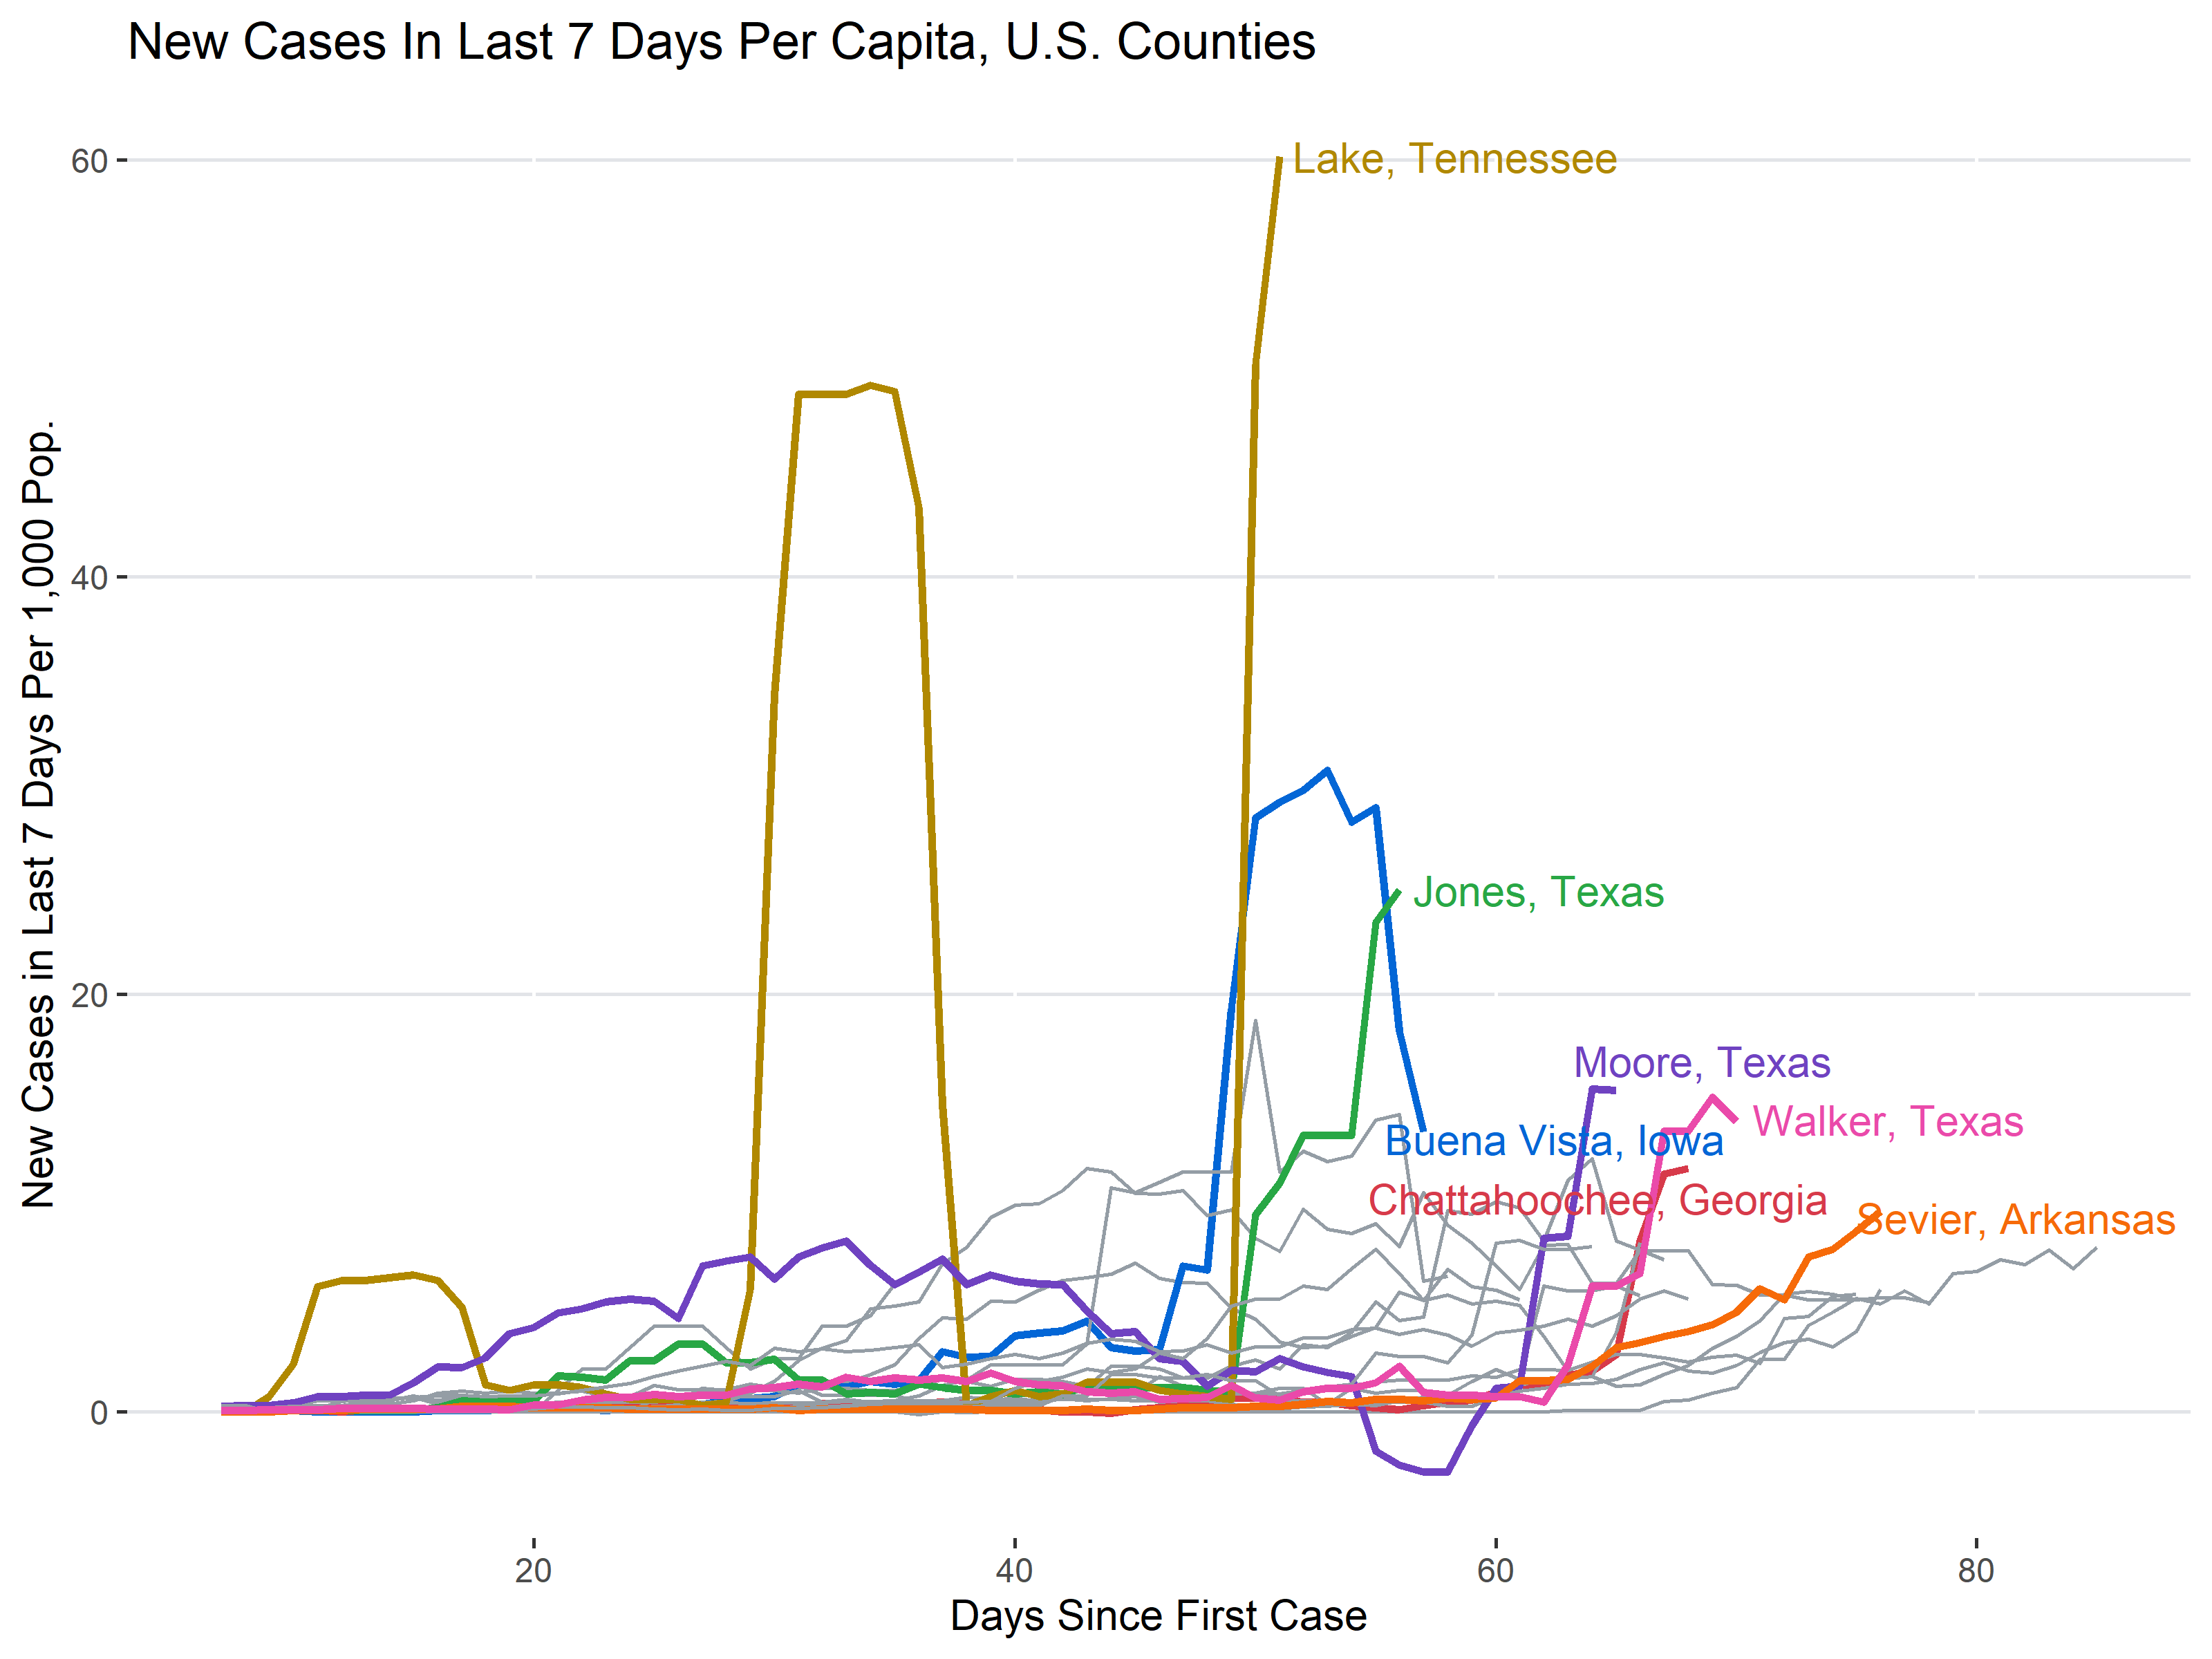 New Cases In Last 7 Days Per Capita, U.S. Counties
New Cases in Last 7 Days Per 1,000 Pop.
60
40
20
0
Lake, Tennessee
Jones, Texas
Moore, Texas
Walker, Texas
Buena Vista, Iowa
Chattahoochee, Georgia
Sevier, Arkansas
20
40
60
80
Days Since First Case